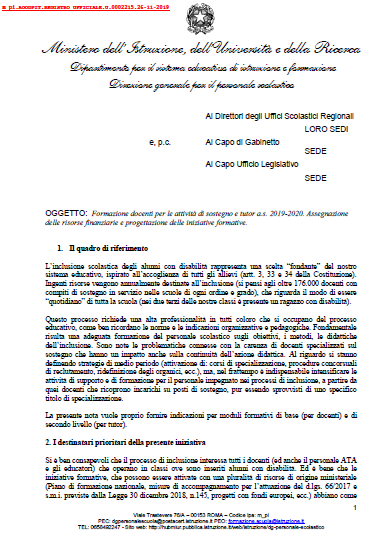 m_pi.AOODPIT.REGISTRO UFFICIALE.U.0002215.26-11-2019
Ministero dell'Istruzione, dell'Università e della Ricerca
Dipartimento per il sistema educativo di istruzione e formazione
Direzione generale per il personale scolastico
Ai Direttori degli Uffici Scolastici Regionali
LORO SEDI
e, p.c. Al Capo di Gabinetto
SEDE
Al Capo Ufficio Legislativo
SEDE
OGGETTO: Formazione docenti per le attività di sostegno e tutor a.s. 2019-2020. Assegnazione
delle risorse finanziarie e progettazione delle iniziative formative.
1. Il quadro di riferimento
L'inclusione scolastica degli alunni con disabilità rappresenta una scelta "fondante" del nostro
sistema educativo, ispirato all'accoglienza di tutti gli allievi (artt. 3, 33 e 34 della Costituzione).
Ingenti risorse vengono annualmente destinate all'inclusione (si pensi agli oltre 176.000 docenti con
compiti di sostegno in servizio nelle scuole di ogni ordine e grado), che riguarda il modo di essere
"quotidiano" di tutta la scuola (nei due terzi delle nostre classi è presente un ragazzo con disabilità).
Questo processo richiede una alta professionalità in tutti coloro che si occupano del processo
educativo, come ben ricordano le norme e le indicazioni organizzative e pedagogiche. Fondamentale
risulta una adeguata formazione del personale scolastico sugli obiettivi, i metodi, le didattiche
dell'inclusione. Sono note le problematiche connesse con la carenza di docenti specializzati sul
sostegno che hanno un impatto anche sulla continuità dell'azione didattica. Al riguardo si stanno
definendo strategie di medio periodo (attivazione di: corsi di specializzazione, procedure concorsuali
di reclutamento, ridefinizione degli organici, ecc.), ma, nel frattempo è indispensabile intensificare le
attività di supporto e di formazione per il personale impegnato nei processi di inclusione, a partire da
quei docenti che ricoprono incarichi su posti di sostegno, pur essendo sprovvisti di uno specifico
titolo di specializzazione.
La presente nota vuole proprio fornire indicazioni per moduli formativi di base (per docenti) e di
secondo livello (per tutor).
2. I destinatari prioritari della presente iniziativa
Si è ben consapevoli che il processo di inclusione interessa tutti i docenti (ed anche il personale ATA
e gli educatori) che operano in classi ove sono inseriti alunni con disabilità. Ed è bene che le
iniziative formative, che possono essere attivate con una pluralità di risorse di origine ministeriale
(Piano di formazione nazionale, misure di accompagnamento per l'attuazione del d.lgs. 66/2017 e
s.m.i. previste dalla Legge 30 dicembre 2018, n.145, progetti con fondi europei, ecc.) abbiano come
1
Viale Trastevere 76/A – 00153 ROMA – Codice Ipa: m_pi
PEC: dgpersonalescuola@postacert.istruzione.it PEO: formazione.scuola@istruzione.it
TEL: 0658492247 - Sito web: http://hubmiur.pubblica.istruzione.it/web/istruzione/dg-personale-scolastico